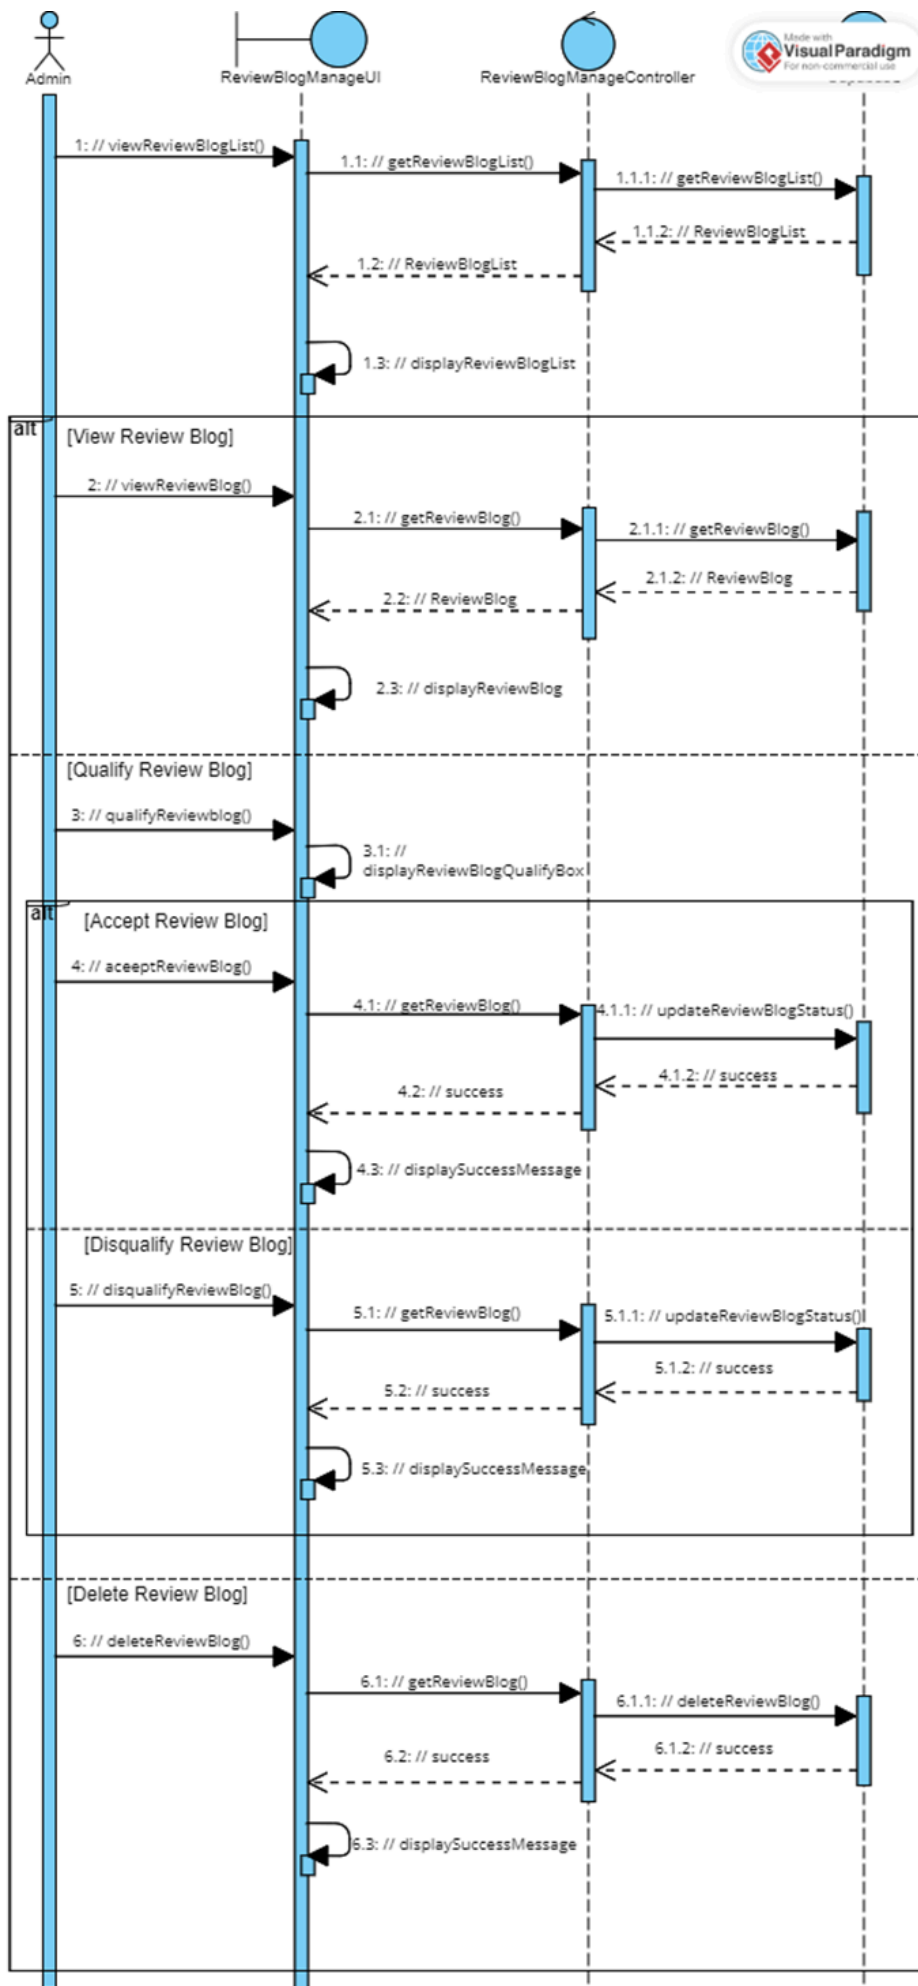 Made with
Visual Paradigm
For non-commercial use
Admin
ReviewBlogManageUI
ReviewBlogManageController
1: // viewReviewBlogList()
1.1: // getReviewBlogList()
1.1.1: // getReviewBlogList()
1.1.2: // ReviewBlogList
1.2: // ReviewBlogList
1.3: // displayReviewBlogList
alt
[View Review Blog]
2: // viewReviewBlog()
2.1: // getReviewBlog()
2.1.1: // getReviewBlog()
2.1.2: // ReviewBlog
2.2: // ReviewBlog
2.3: // displayReviewBlog
[Qualify Review Blog]
3: // qualifyReviewblog()
3.1: //
displayReviewBlogQualifyBox
alt
[Accept Review Blog]
4: // aceeptReviewBlog()
4.1: // getReviewBlog()
4.1.1: // updateReviewBlogStatus()
4.1.2: // success
4.2: // success
4.3: // displaySuccessMessage
[Disqualify Review Blog]
5: // disqualifyReviewBlog()
5.1: // getReviewBlog()
5.1.1: // updateReviewBlogStatus()
5.1.2: // success
5.2: // success
5.3: // displaySuccessMessage
[Delete Review Blog]
6: // deleteReviewBlog()
6.1: // getReviewBlog()
6.1.1: // deleteReviewBlog()
6.1.2: // success
6.2: // success
6.3: // displaySuccessMessage